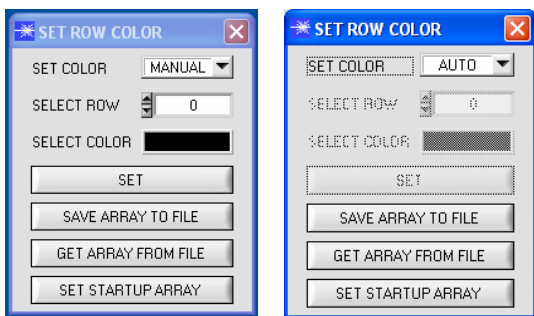 SET ROW COLOR
SET COLOR MANUAL
SELECT ROW 0
SELECT COLOR
SET
SAVE ARRAY TO FILE
GET ARRAY FROM FILE
SET STARTUP ARRAY
SET ROW COLOR
SET COLOR AUTO
SELECT ROW 0
SELECT COLOR
SET
SAVE ARRAY TO FILE
GET ARRAY FROM FILE
SET STARTUP ARRAY